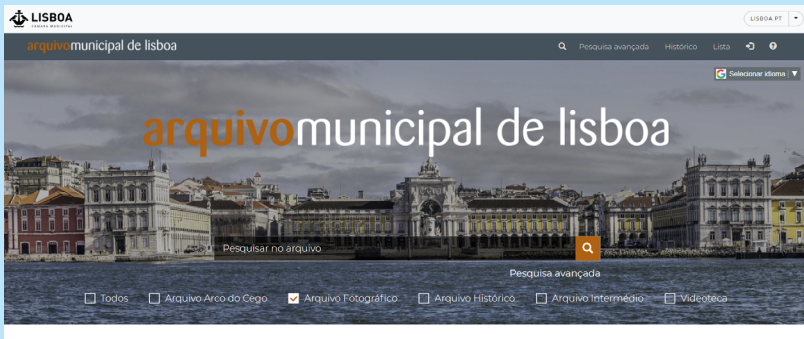 LISBOA
CÂMARA MUNICIPAL
LISBOA.PT
arquivomunicipal de lisboa
Pesquisa avançada Histórico Lista
Selecionar idioma ▼
arquivomunicipal de lisboa
Pesquisar no arquivo
Pesquisa avançada
Todos Arquivo Arco do Cego Arquivo Fotográfico Arquivo Histórico Arquivo Intermédio Videoteca